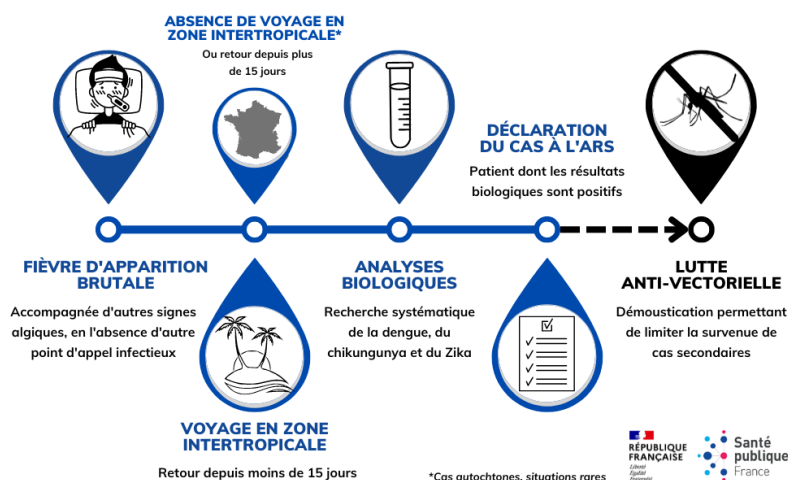 ABSENCE DE VOYAGE EN
ZONE INTERTROPICALE*
Ou retour depuis plus
de 15 jours
DÉCLARATION
DU CAS À L'ARS
Patient dont les résultats
biologiques sont positifs
FIÈVRE D'APPARITION
BRUTALE
Accompagnée d'autres signes
algiques, en l'absence d'autre
point d'appel infectieux
ANALYSES
BIOLOGIQUES
Recherche systématique
de la dengue, du
chikungunya et du Zika
LUTTE
ANTI-VECTORIELLE
Démoustication permettant
de limiter la survenue de
cas secondaires
VOYAGE EN ZONE
INTERTROPICALE
Retour depuis moins de 15 jours
*Cas autochtones, situations rares
RÉPUBLIQUE
FRANÇAISE
Liberté
Égalité
Fraternité
Santé
publique
France